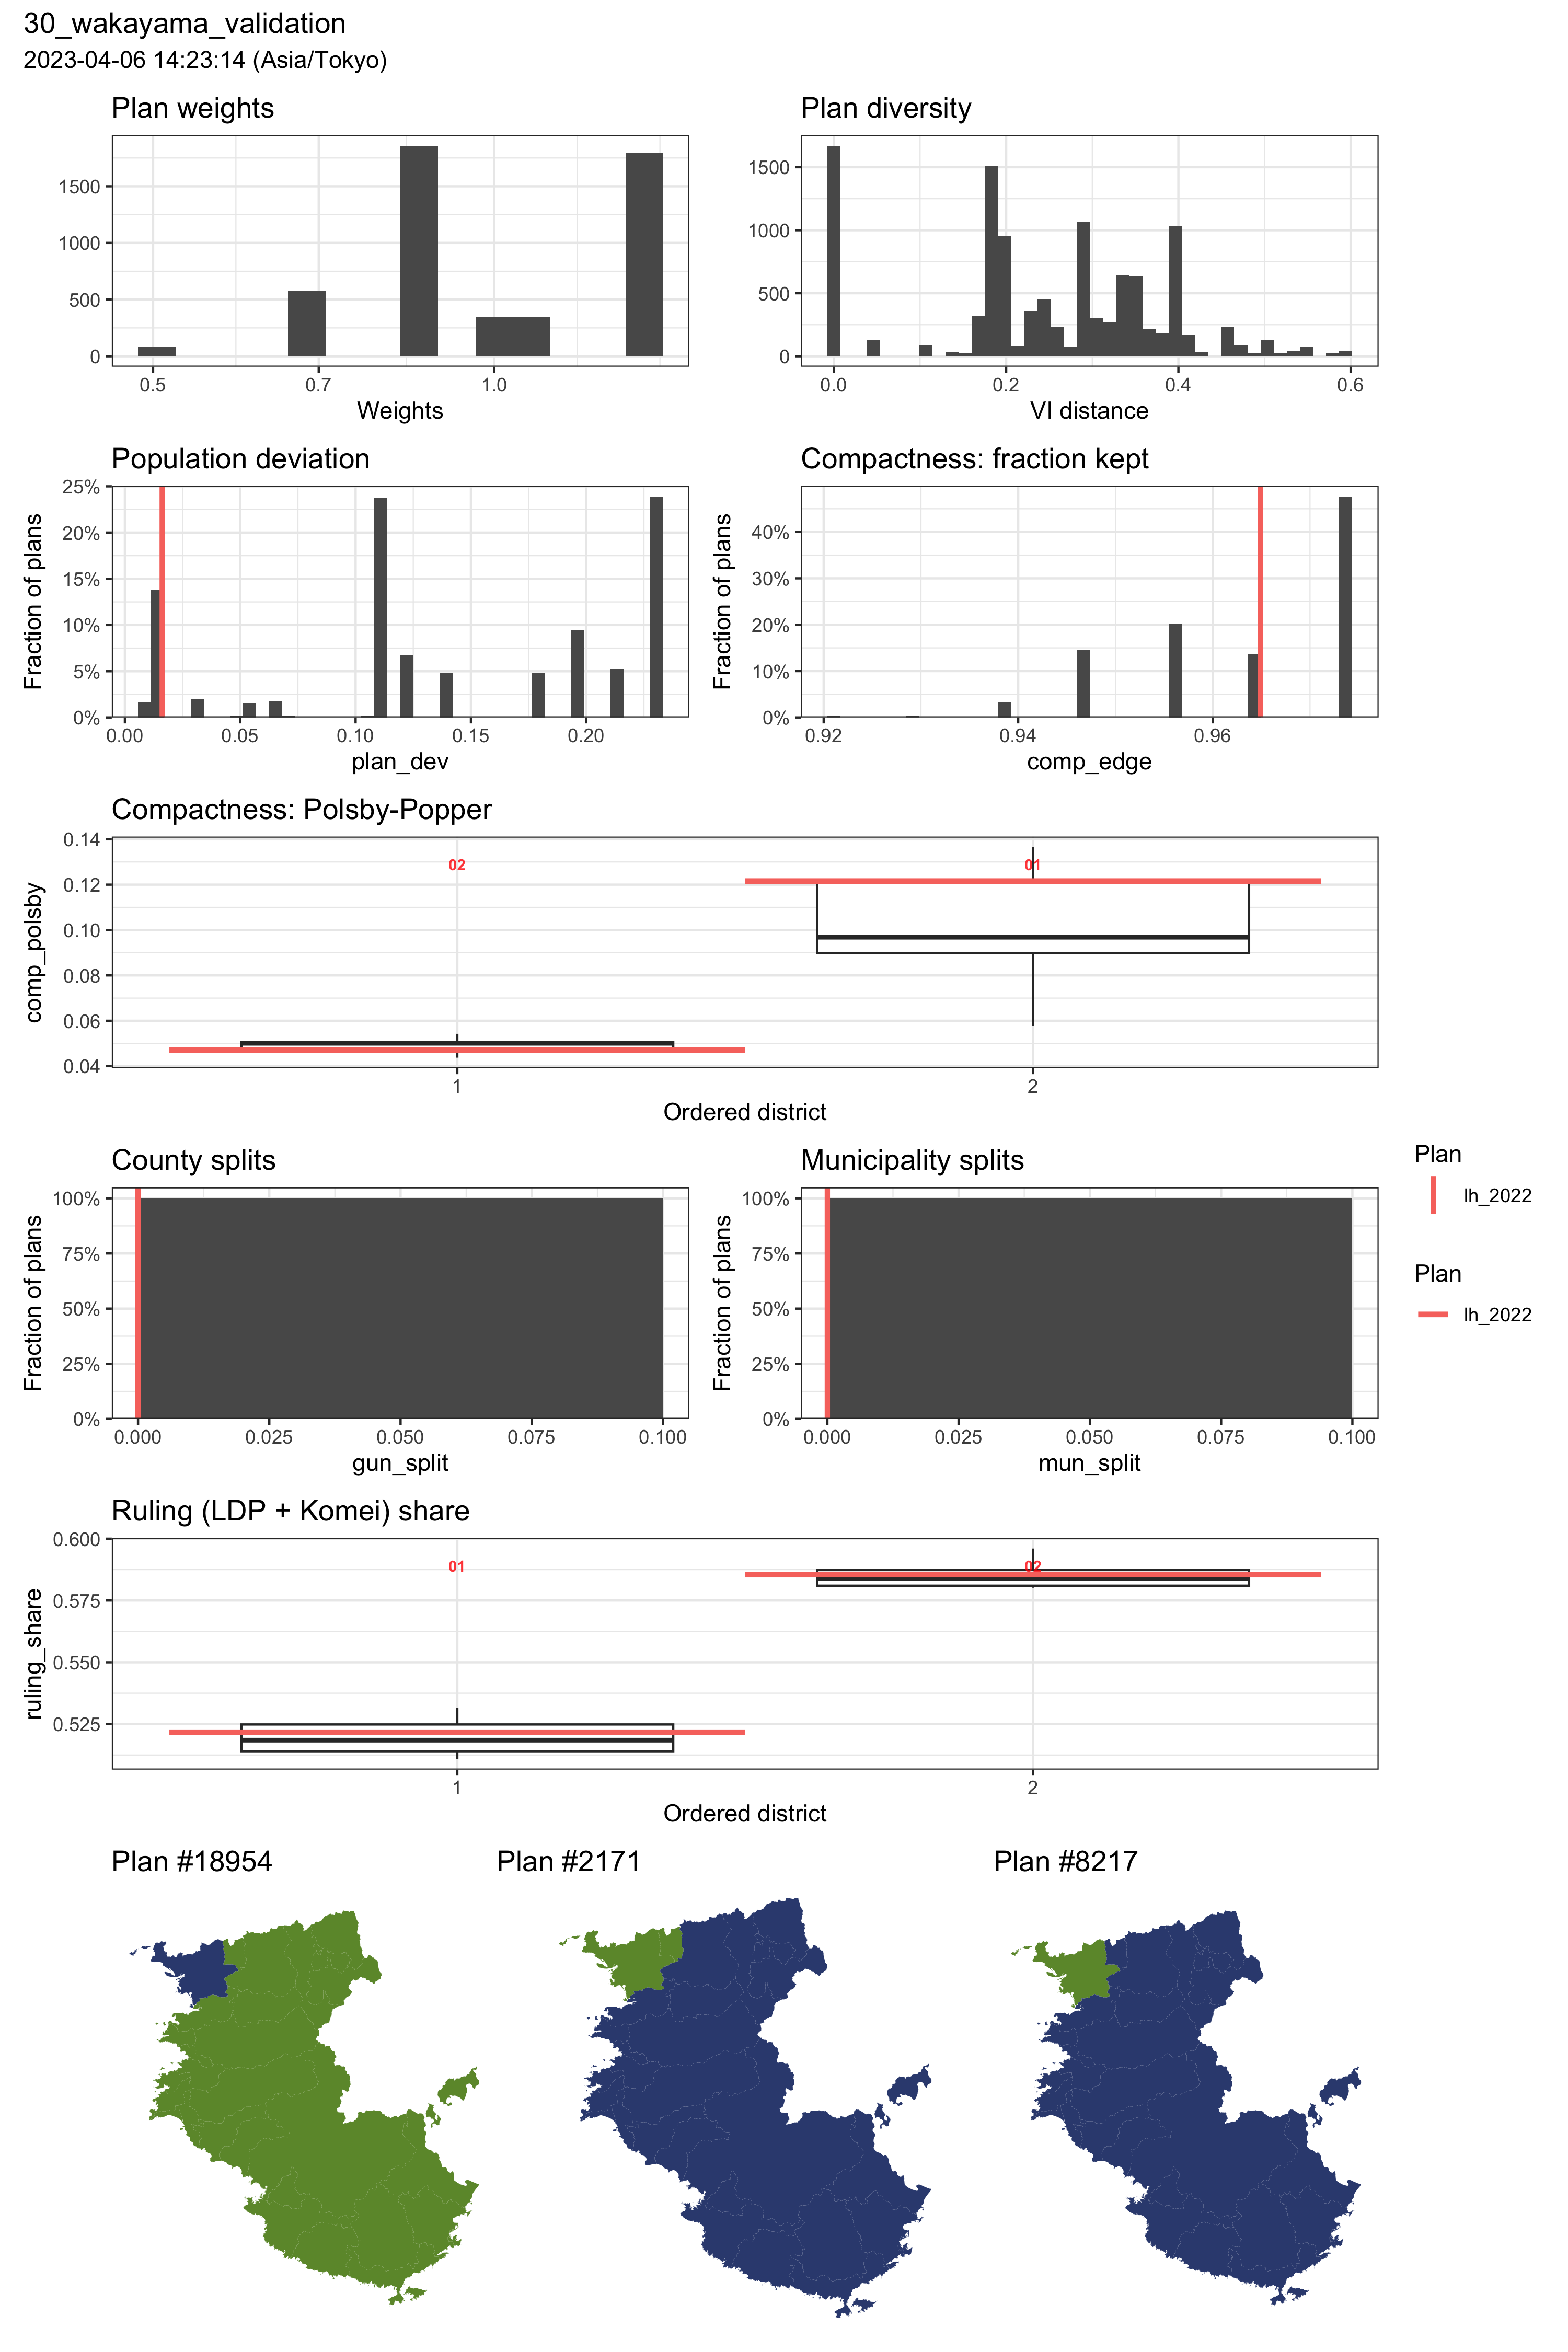 30_wakayama_validation
2023-04-06 14:23:14 (Asia/Tokyo)
Plan weights
1500
1000
500
0
0.5 0.7 1.0
Weights
Plan diversity
1500
1000
500
0
0.0 0.2 0.4 0.6
VI distance
Population deviation
Fraction of plans
25%
20%
15%
10%
5%
0%
0.00 0.05 0.10 0.15 0.20
plan_dev
Compactness: fraction kept
Fraction of plans
40%
30%
20%
10%
0%
0.92 0.94 0.96
comp_edge
Compactness: Polsby-Popper
comp_polsby
0.14
0.12
0.10
0.08
0.06
0.04
02 01
1 2
Ordered district
County splits
Fraction of plans
100%
75%
50%
25%
0%
0.000 0.025 0.050 0.075 0.100
gun_split
Municipality splits
Fraction of plans
100%
75%
50%
25%
0%
0.000 0.025 0.050 0.075 0.100
mun_split
Plan
lh_2022
Plan
lh_2022
Ruling (LDP + Komei) share
ruling_share
0.600
0.575
0.550
0.525
01 02
1 2
Ordered district
Plan #18954
Plan #2171
Plan #8217